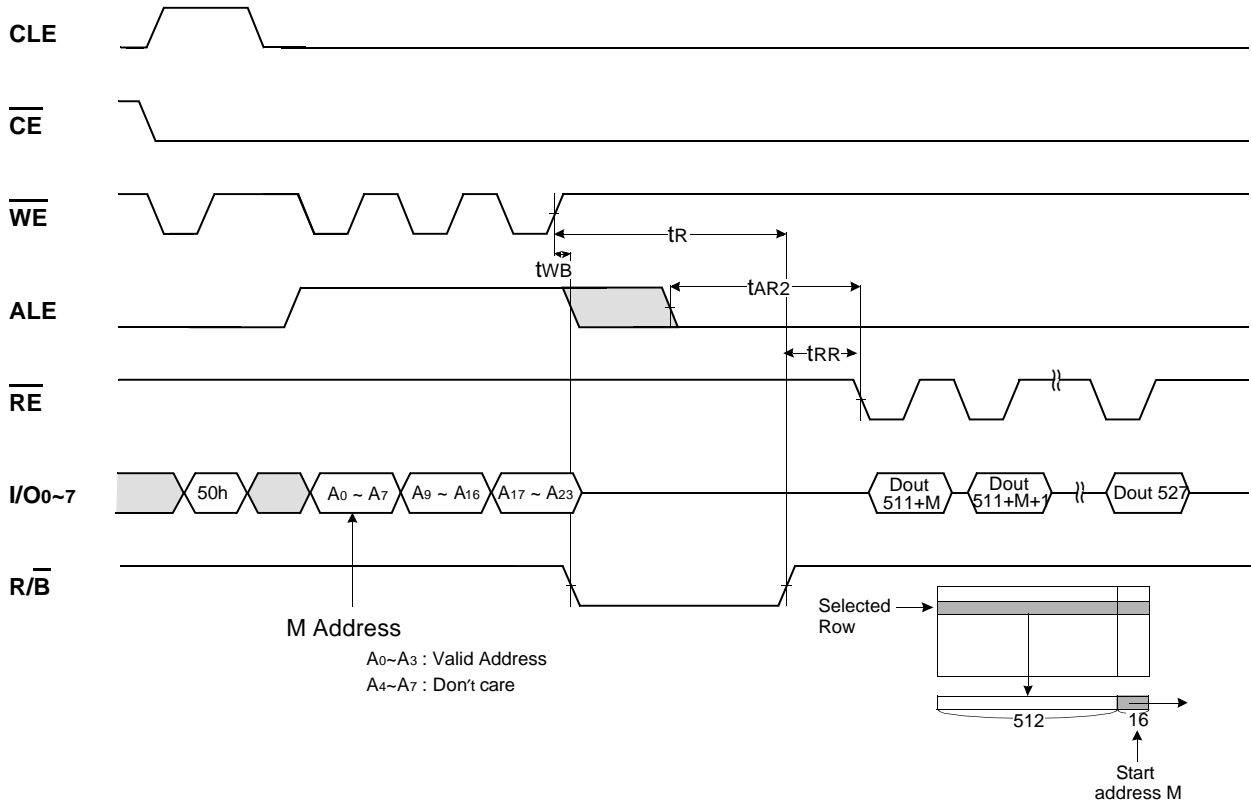 CLE
CE
WE
tR
tWB
ALE
tAR2
tRR
RE
I/O0~7
50h
A0 ~ A7
A9 ~ A16
A17 ~ A23
Dout
511+M
Dout
511+M+1
Dout 527
R/B
M Address
A0~A3 : Valid Address
A4~A7 : Don't care
Selected
Row
512
16
Start
address M